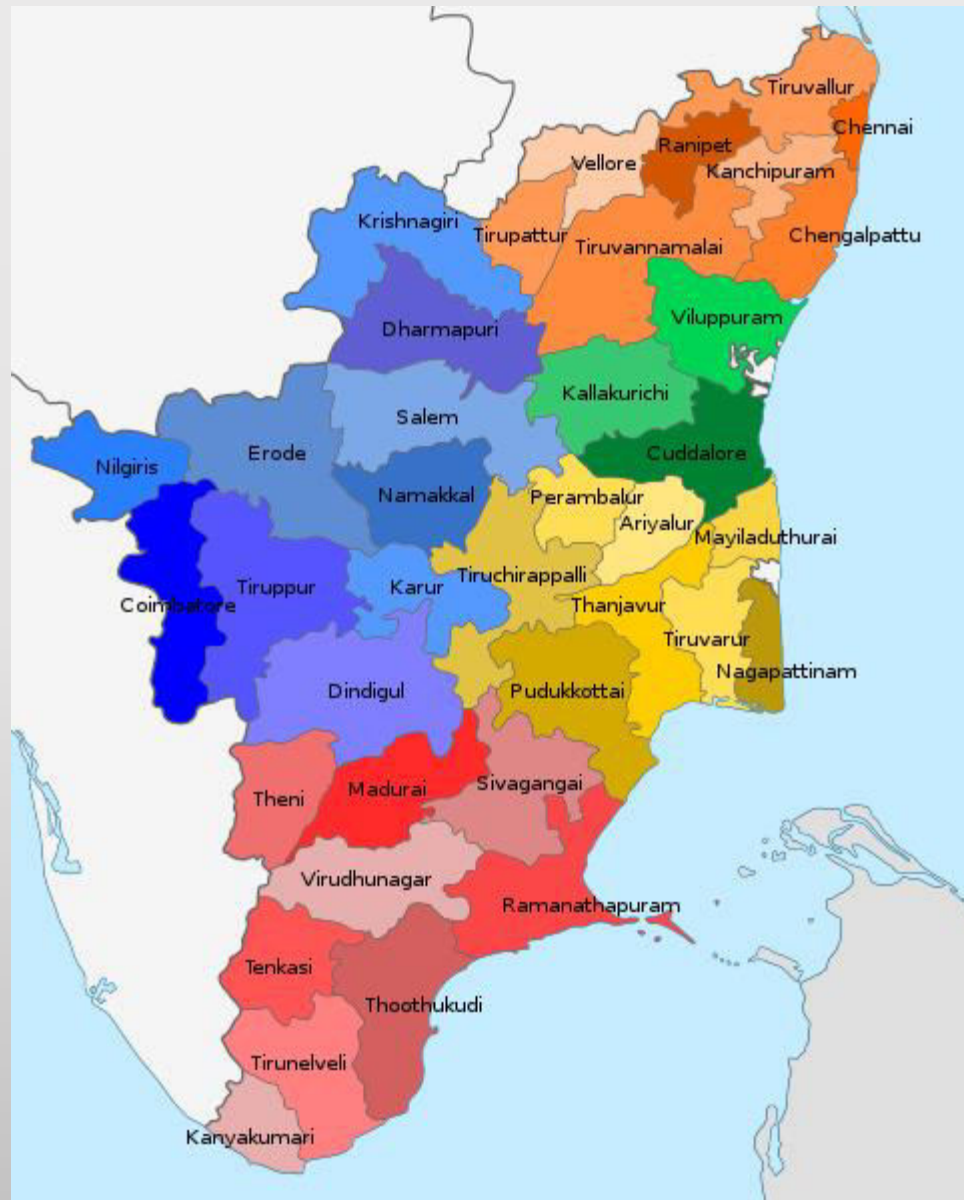 Tiruvallur
Chennai
Ranipet
Vellore
Kanchipuram
Krishnagiri
Tirupattur
Tiruvannamalai
Chengalpattu
Viluppuram
Dharmapuri
Kallakurichi
Salem
Erode
Cuddalore
Nilgiris
Namakkal
Perambalur
Ariyalur
Mayiladuthurai
Tiruchirappalli
Karur
Tiruppur
Coimbatore
Thanjavur
Tiruvarur
Nagapattinam
Dindigul
Pudukkottai
Sivagangai
Madurai
Theni
Virudhunagar
Ramanathapuram
Tenkasi
Thoothukudi
Tirunelveli
Kanyakumari